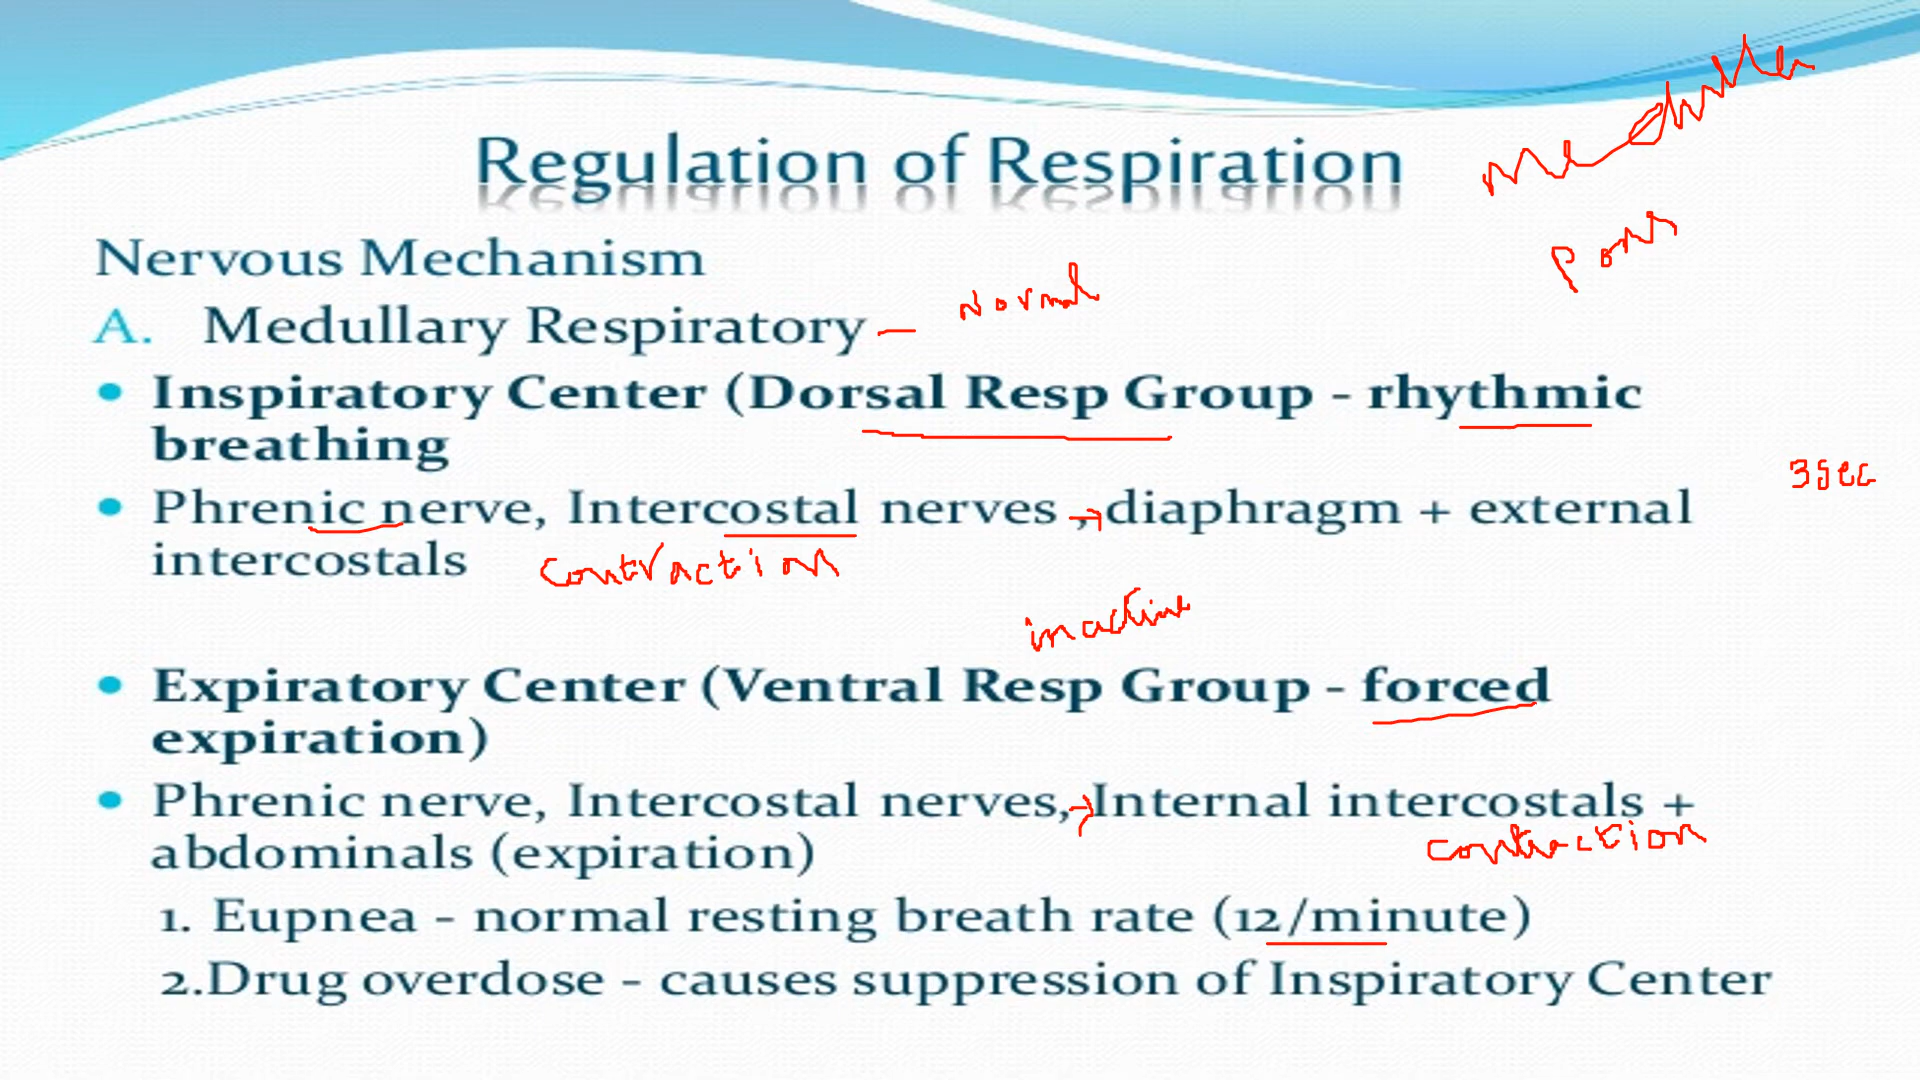 Medulla
Regulation of Respiration
Pons
Nervous Mechanism
Normal
A. Medullary Respiratory –
• Inspiratory Center (Dorsal Resp Group - rhythmic
breathing
3 sec
• Phrenic nerve, Intercostal nerves ,→ diaphragm + external
intercostals contraction
inactive
• Expiratory Center (Ventral Resp Group - forced
expiration)
• Phrenic nerve, Intercostal nerves,→ Internal intercostals +
abdominals (expiration) contraction
1. Eupnea - normal resting breath rate (12/minute)
2.Drug overdose - causes suppression of Inspiratory Center